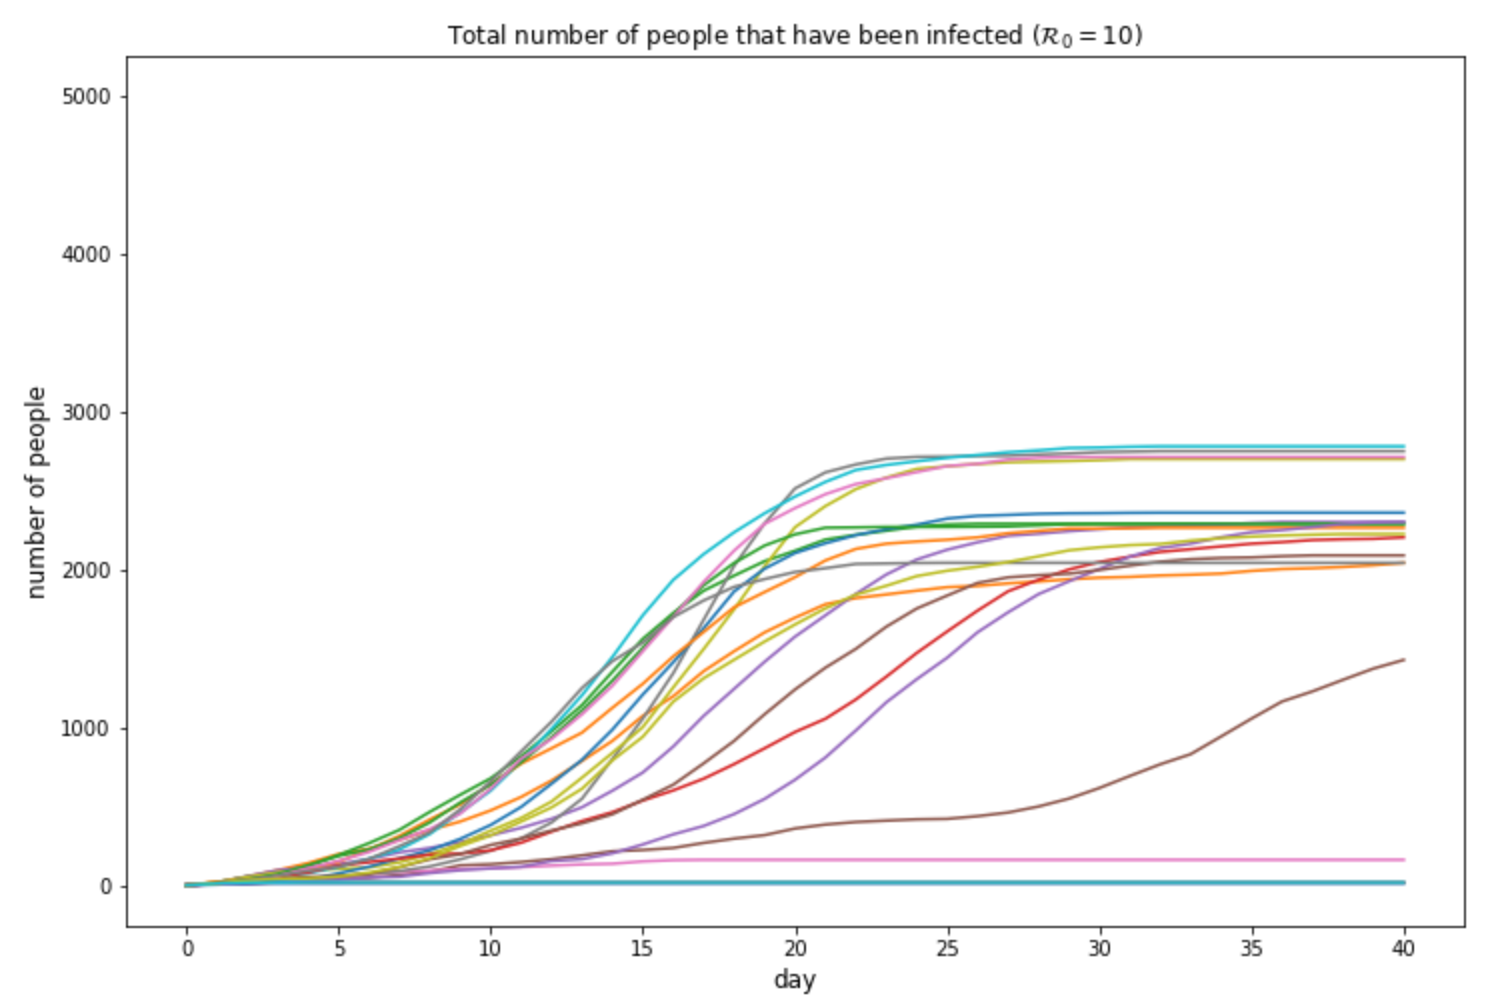 Total number of people that have been infected (ℛ₀ = 10)
number of people
5000
4000
3000
2000
1000
0
0 5 10 15 20 25 30 35 40
day